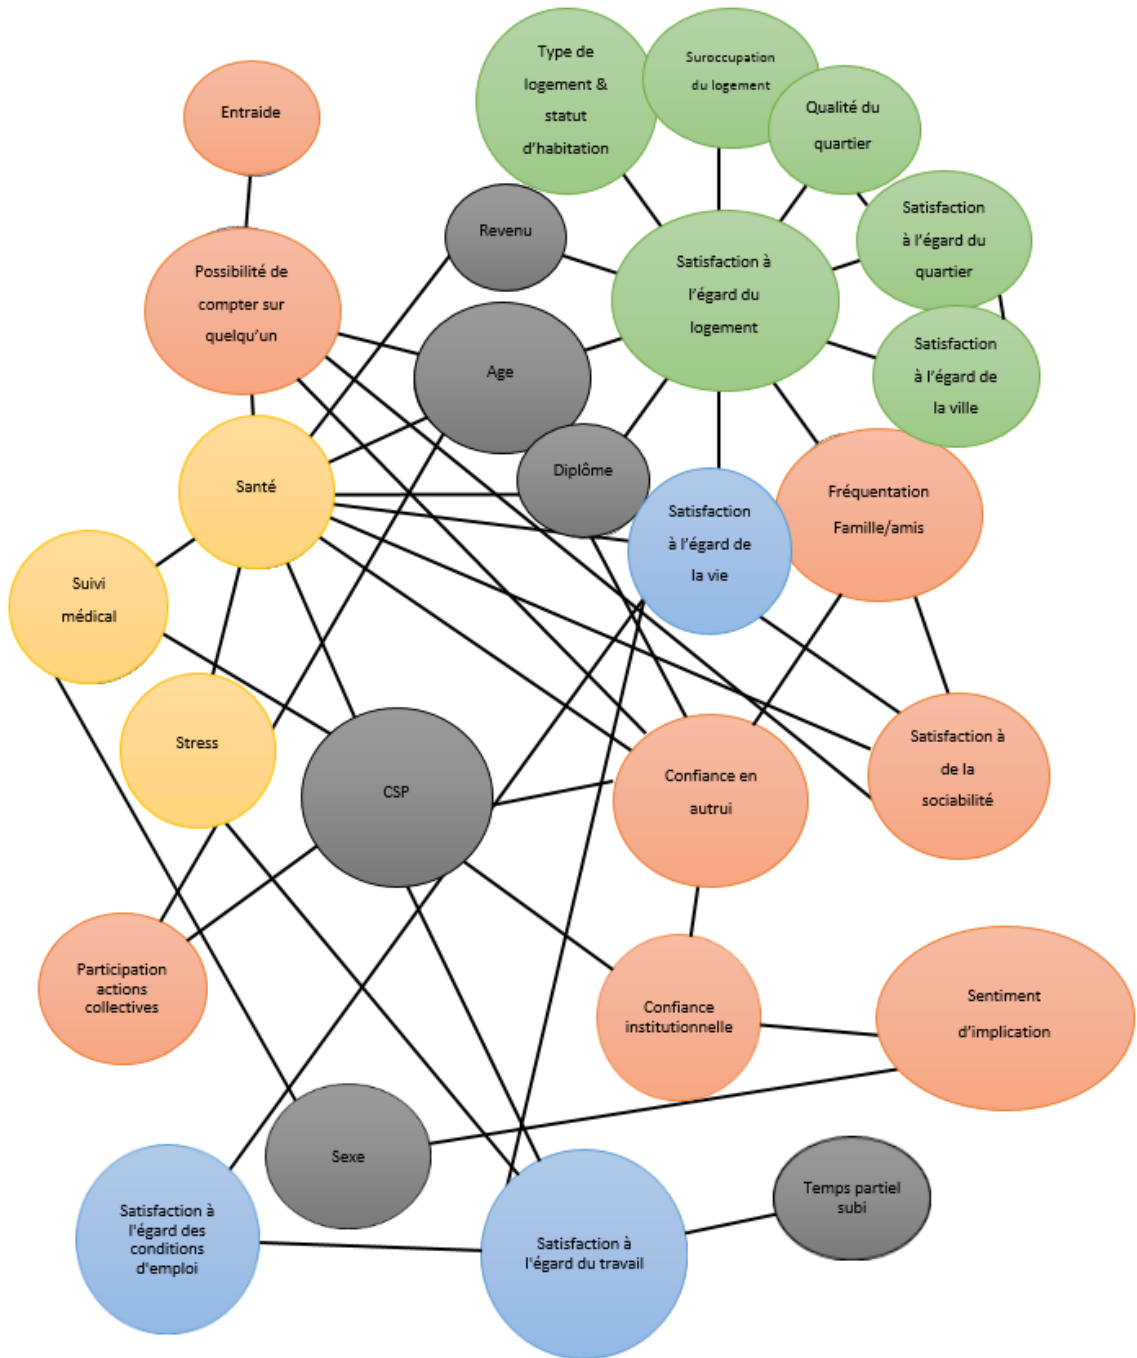 Type de
logement &
statut
d'habitation
Suroccupation
du logement
Qualité du
quartier
Entraide
Satisfaction
à l'égard du
quartier
Revenu
Satisfaction à
l'égard du
logement
Possibilité de
compter sur
quelqu'un
Age
Satisfaction
à l'égard de
la ville
Diplôme
Santé
Satisfaction
à l'égard de
la vie
Fréquentation
Famille/amis
Suivi
médical
Stress
CSP
Confiance en
autrui
Satisfaction à
de la
sociabilité
Participation
actions
collectives
Confiance
institutionnelle
Sentiment
d'implication
Sexe
Temps partiel
subi
Satisfaction à
l'égard des
conditions
d'emploi
Satisfaction à
l'égard du travail